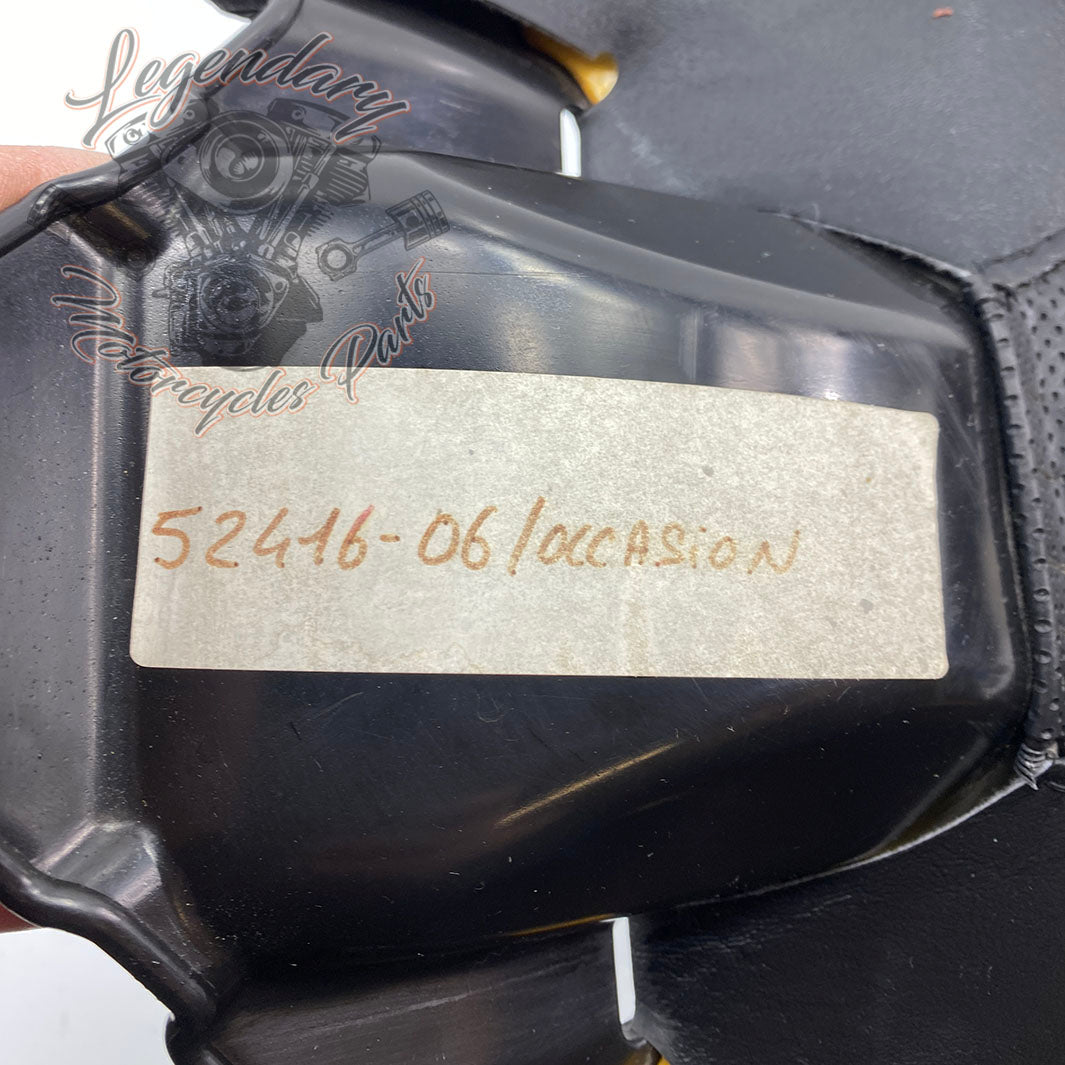 Legendary
Motorcycles Parts
52416-06/OCCASiON